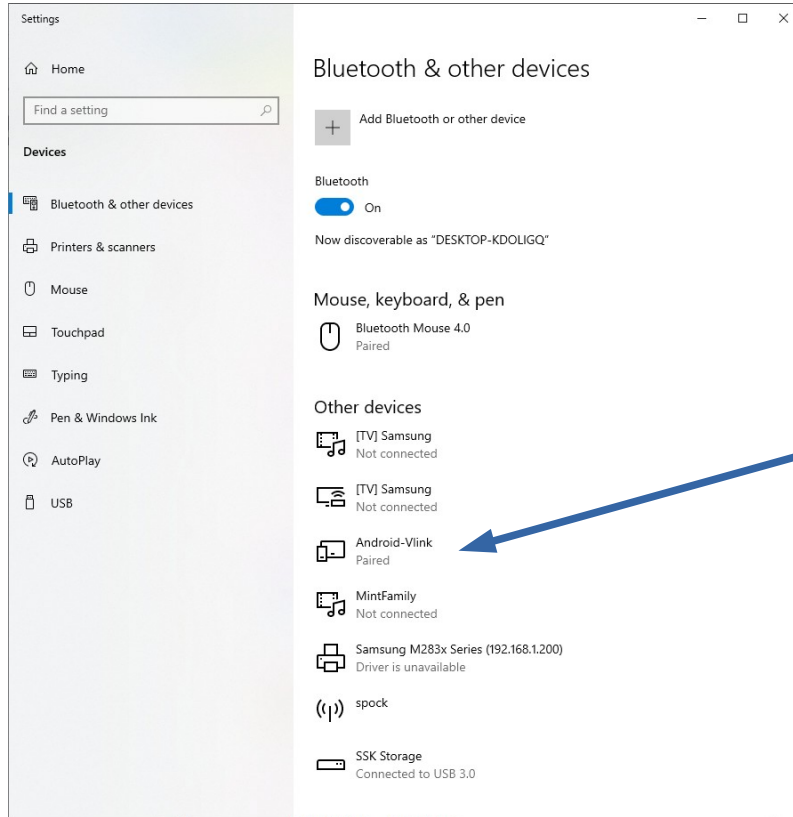 Settings
Home
Find a setting
Devices
Bluetooth & other devices
Printers & scanners
Mouse
Touchpad
Typing
Pen & Windows Ink
AutoPlay
USB
Bluetooth & other devices
Add Bluetooth or other device
Bluetooth
On
Now discoverable as "DESKTOP-KDOLIGQ"
Mouse, keyboard, & pen
Bluetooth Mouse 4.0
Paired
Other devices
[TV] Samsung
Not connected
[TV] Samsung
Not connected
Android-Vlink
Paired
MintFamily
Not connected
Samsung M283x Series (192.168.1.200)
Driver is unavailable
spock
SSK Storage
Connected to USB 3.0